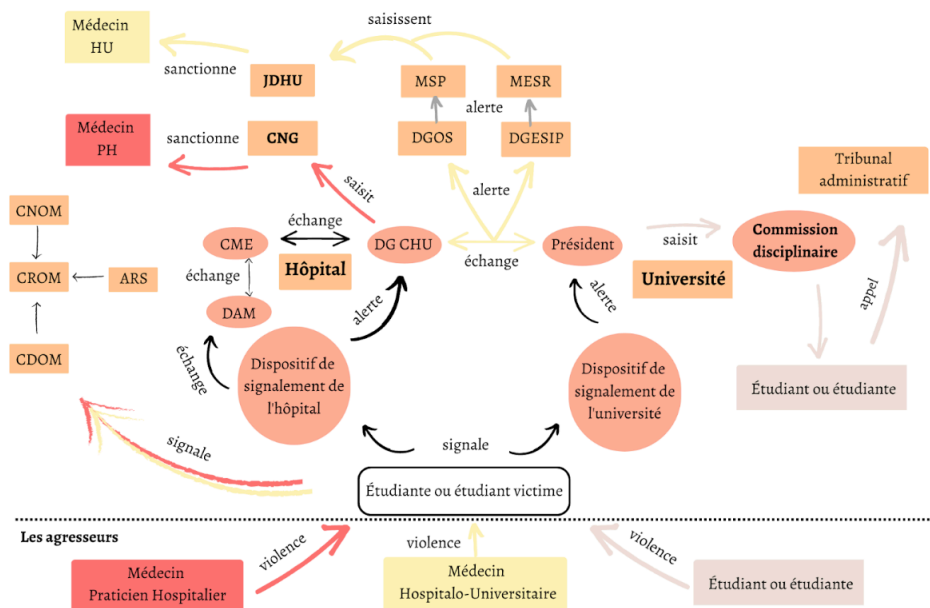 saisissent
Médecin
HU
sanctionne
JDHU
MSP
MESR
alerte
DGOS
DGESIP
Médecin
PH
sanctionne
CNG
saisit
alerte
Tribunal
administratif
CNOM
CROM
ARS
CDOM
CME
échange
DG CHU
échange
Hôpital
DAM
échange
Président
saisit
Commission
disciplinaire
Université
appel
alerte
alerte
échange
Dispositif de
signalement de
l'hôpital
Dispositif de
signalement de
l'université
Étudiant ou étudiante
signale
signale
Étudiante ou étudiant victime
Les agresseurs
violence
violence
violence
Médecin
Praticien Hospitalier
Médecin
Hospitalo-Universitaire
Étudiant ou étudiante